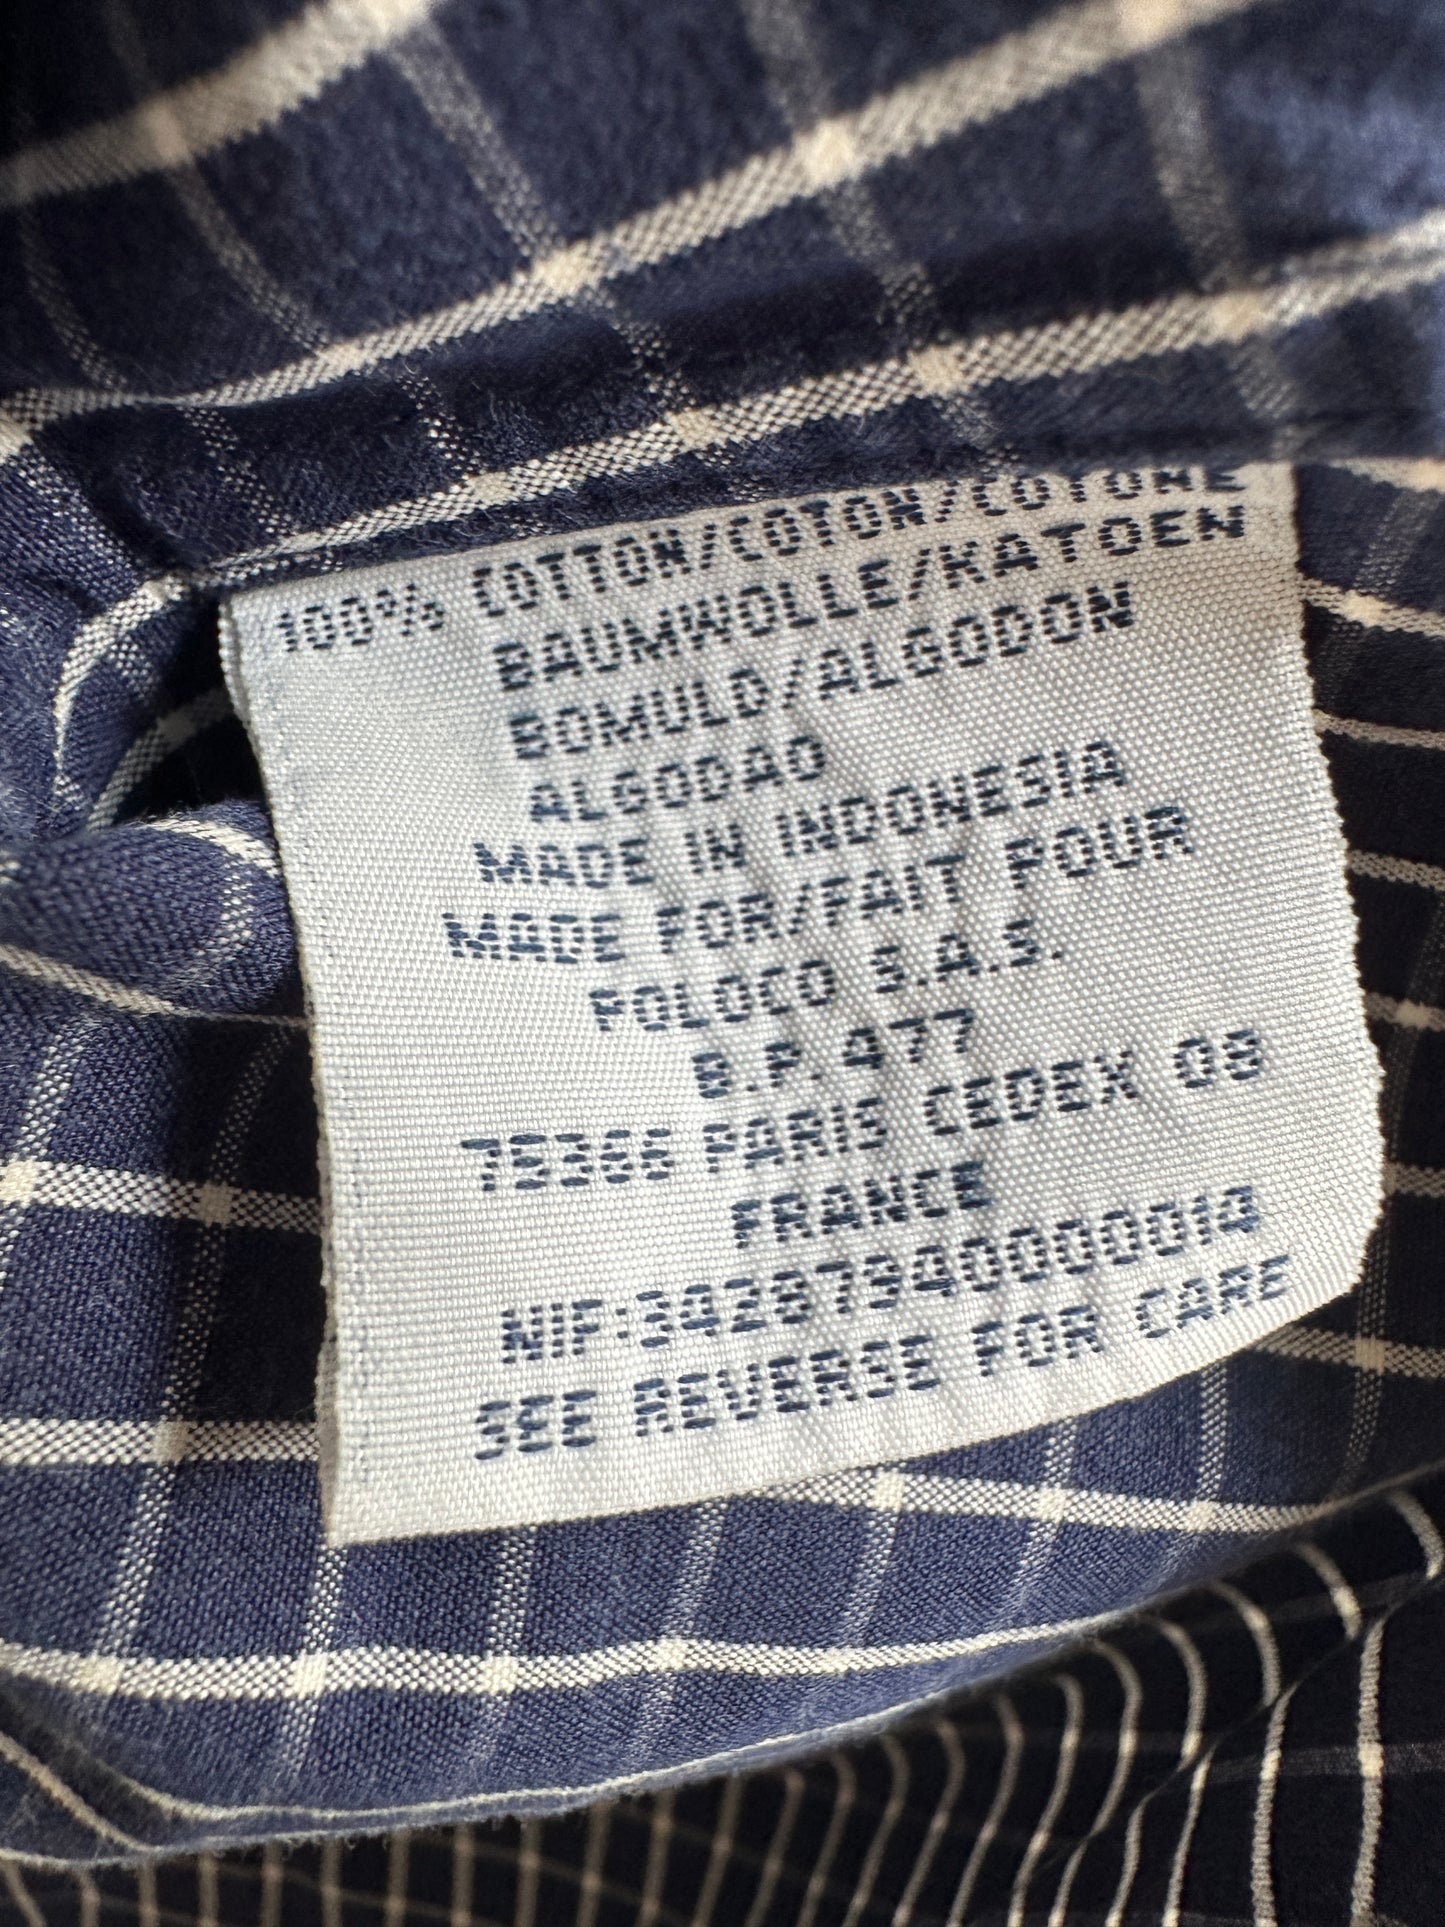 100% COTTON/COTON/COTONE
BAUMWOLLE/KATOEN
BOMULD/ALGODON
ALGODAO
MADE IN INDONESIA
MADE FOR/FAIT POUR
POLOCO S.A.S.
B.P. 477
75366 PARIS CEDEX 08
FRANCE
NIF:34287940000014
SEE REVERSE FOR CARE